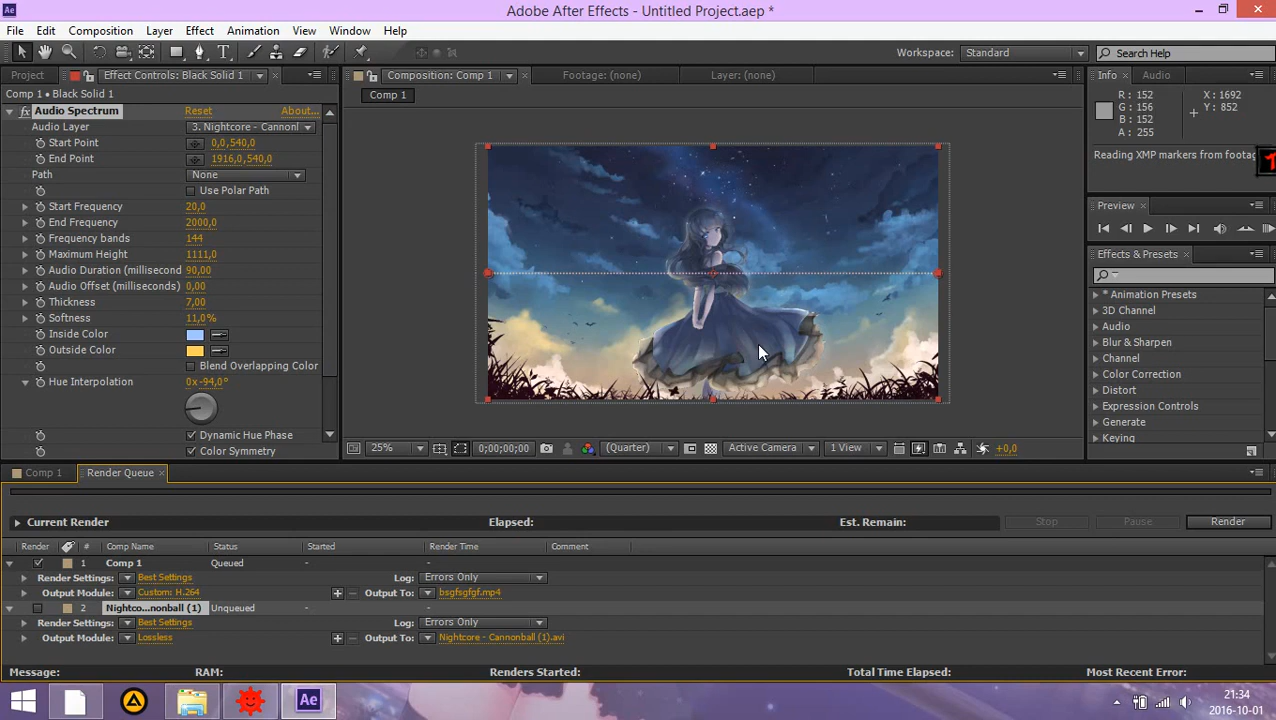 Ae Adobe After Effects - Untitled Project.aep *
File Edit Composition Layer Effect Animation View Window Help
T Workspace: Standard Search Help
Project Effect Controls: Black Solid 1 Composition: Comp 1 Footage: (none) Layer: (none) Info Audio
Comp 1 • Black Solid 1
Comp 1
fx Audio Spectrum Reset About...
Audio Layer 3. Nightcore - Cannonl
Start Point 0,0,540,0
End Point 1916,0,540,0
Path None
Use Polar Path
Start Frequency 20,0
End Frequency 2000,0
Frequency bands 144
Maximum Height 1111,0
Audio Duration (millisecond 90,00
Audio Offset (milliseconds) 0,00
Thickness 7,00
Softness 11,0%
Inside Color
Outside Color
Blend Overlapping Color
Hue Interpolation 0x-94,0°
Dynamic Hue Phase
Color Symmetry
25% 0;00;00;00 (Quarter) Active Camera 1 View +0,0
R : 152 X : 1692
G : 156 Y : 852
B : 152
A : 255
Reading XMP markers from footag
Preview
Effects & Presets
* Animation Presets
3D Channel
Audio
Blur & Sharpen
Channel
Color Correction
Distort
Expression Controls
Generate
Keying
Comp 1 Render Queue
Current Render Elapsed: Est. Remain: Stop Pause Render
Render # Comp Name Status Started Render Time Comment
1 Comp 1 Queued - -
Render Settings: Best Settings Log: Errors Only
Output Module: Custom: H.264 Output To: bsgfsgfgf.mp4
2 Nightco...nonball (1) Unqueued - -
Render Settings: Best Settings Log: Errors Only
Output Module: Lossless Output To: Nightcore - Cannonball (1).avi
Message: RAM: Renders Started: Total Time Elapsed: Most Recent Error:
Ae
21:34
2016-10-01